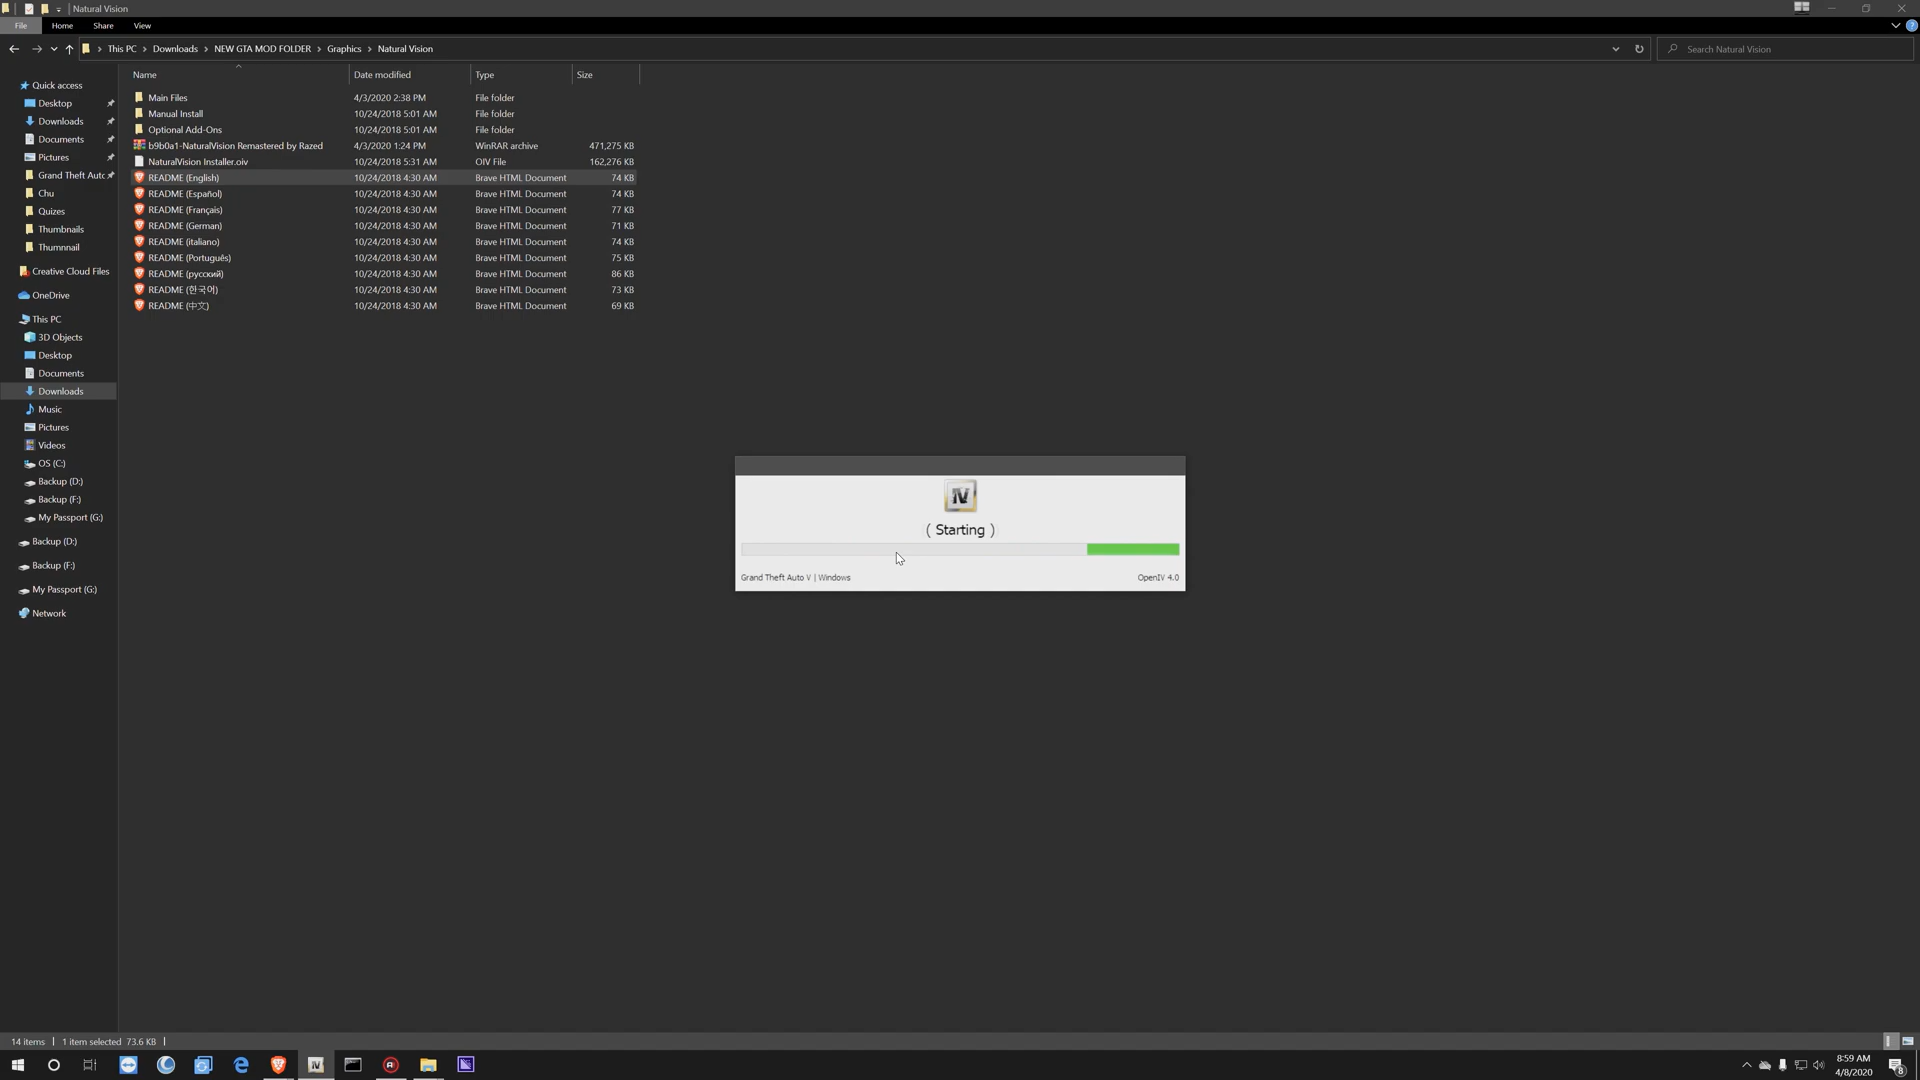 Natural Vision
File Home Share View
This PC Downloads NEW GTA MOD FOLDER Graphics Natural Vision Search Natural Vision
Name Date modified Type Size
Quick access
Desktop
Downloads
Documents
Pictures
Grand Theft Auto
Chu
Quizes
Thumbnails
Thumnnail
Creative Cloud Files
OneDrive
This PC
3D Objects
Desktop
Documents
Downloads
Music
Pictures
Videos
OS (C:)
Backup (D:)
Backup (F:)
My Passport (G:)
Backup (D:)
Backup (F:)
My Passport (G:)
Network
Main Files 4/3/2020 2:38 PM File folder
Manual Install 10/24/2018 5:01 AM File folder
Optional Add-Ons 10/24/2018 5:01 AM File folder
b9b0a1-NaturalVision Remastered by Razed 4/3/2020 1:24 PM WinRAR archive 471,275 KB
NaturalVision Installer.oiv 10/24/2018 5:31 AM OIV File 162,276 KB
README (English) 10/24/2018 4:30 AM Brave HTML Document 74 KB
README (Español) 10/24/2018 4:30 AM Brave HTML Document 74 KB
README (Français) 10/24/2018 4:30 AM Brave HTML Document 77 KB
README (German) 10/24/2018 4:30 AM Brave HTML Document 71 KB
README (italiano) 10/24/2018 4:30 AM Brave HTML Document 74 KB
README (Português) 10/24/2018 4:30 AM Brave HTML Document 75 KB
README (русский) 10/24/2018 4:30 AM Brave HTML Document 86 KB
README (한국어) 10/24/2018 4:30 AM Brave HTML Document 73 KB
README (中文) 10/24/2018 4:30 AM Brave HTML Document 69 KB
IV
( Starting )
Grand Theft Auto V | Windows OpenIV 4.0
14 items 1 item selected 73.6 KB
8:59 AM
4/8/2020